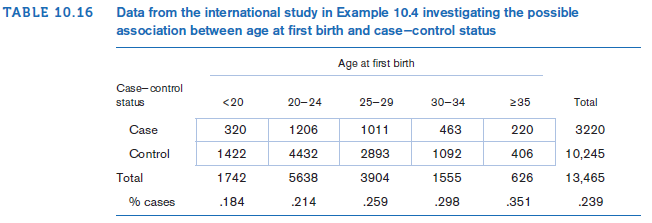 TABLE 10.16 Data from the international study in Example 10.4 investigating the possible
association between age at first birth and case–control status
Age at first birth
Case–control
status <20 20–24 25–29 30–34 ≥35 Total
Case 320 1206 1011 463 220 3220
Control 1422 4432 2893 1092 406 10,245
Total 1742 5638 3904 1555 626 13,465
% cases .184 .214 .259 .298 .351 .239